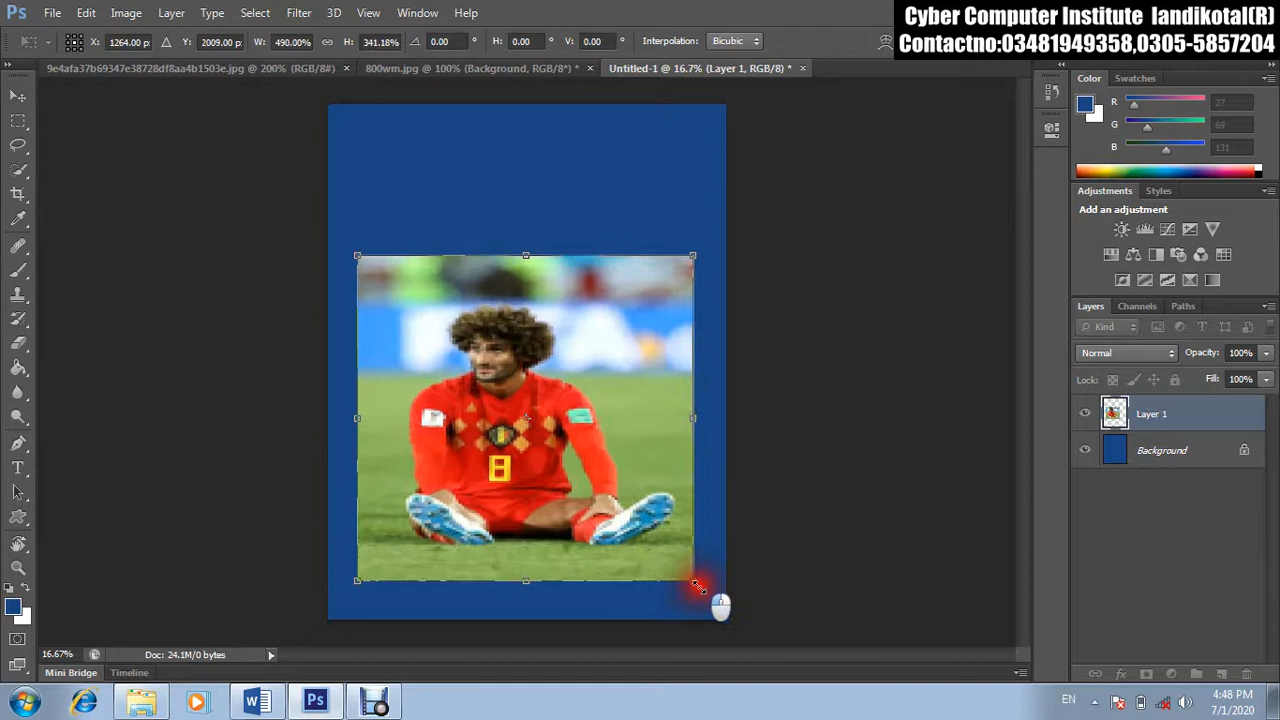 Cyber Computer Institute landikotal(R)
Contactno:03481949358,0305-5857204
Ps File Edit Image Layer Type Select Filter 3D View Window Help
X: 1264.00 p: Y: 2009.00 p: W: 490.00% H: 341.18% 0.00 ° H: 0.00 ° V: 0.00 ° Interpolation: Bicubic
9e4afa37b69347e38728df8aa4b1503e.jpg @ 200% (RGB/8#) × 800wm.jpg @ 100% (Background, RGB/8*) * × Untitled-1 @ 16.7% (Layer 1, RGB/8) * ×
Color Swatches
R 27
G 69
B 131
Adjustments Styles
Add an adjustment
Layers Channels Paths
Kind
Normal Opacity: 100%
Lock: Fill: 100%
Layer 1
Background
8
16.67% Doc: 24.1M/0 bytes
Mini Bridge Timeline
W Ps EN 4:48 PM
7/1/2020